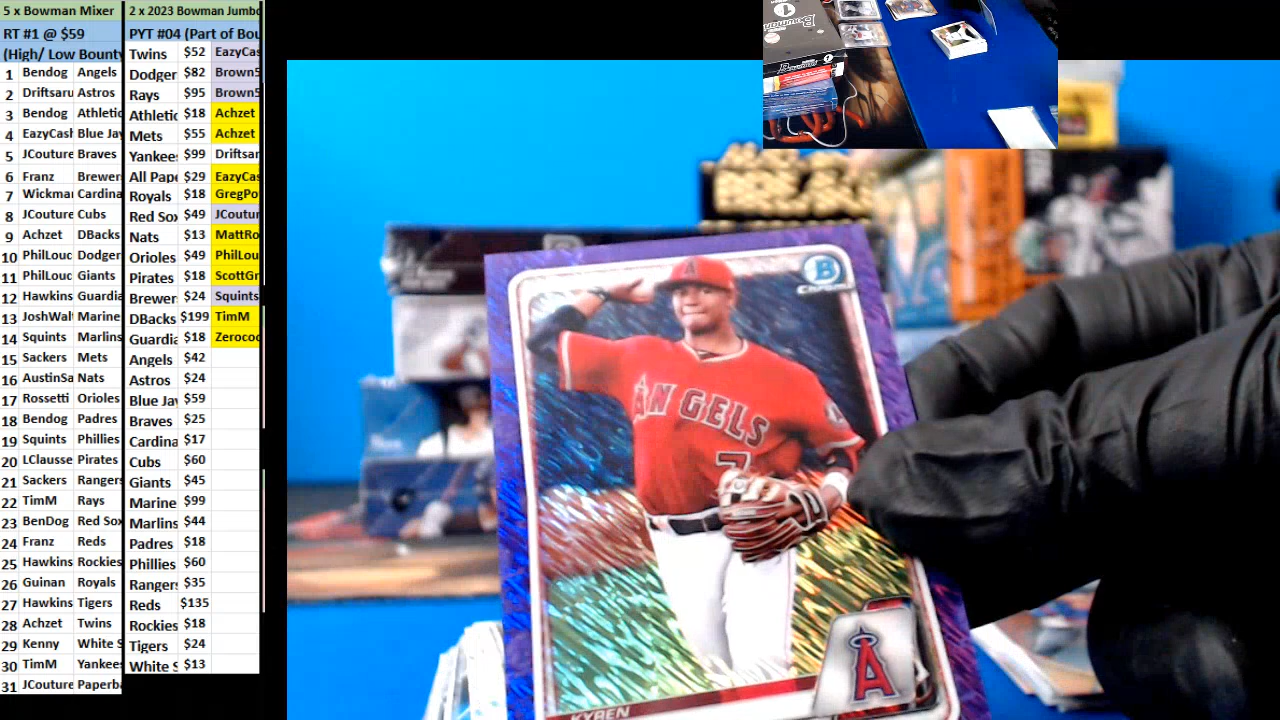 5 x Bowman Mixer
RT #1 @ $59
(High/ Low Bounty
1 Bendog Angels
2 Driftsaru Astros
3 Bendog Athletic
4 EazyCash Blue Jay
5 JCouture Braves
6 Franz Brewer
7 Wickma Cardina
8 JCouture Cubs
9 Achzet DBacks
10 PhilLouc Dodger
11 PhilLouc Giants
12 Hawkins Guardia
13 JoshWal Marine
14 Squints Marlins
15 Sackers Mets
16 AustinSa Nats
17 Rossetti Orioles
18 Bendog Padres
19 Squints Phillies
20 LClausse Pirates
21 Sackers Rangers
22 TimM Rays
23 BenDog Red Sox
24 Franz Reds
25 Hawkins Rockies
26 Guinan Royals
27 Hawkins Tigers
28 Achzet Twins
29 Kenny White S
30 TimM Yankee
31 JCouture Paperba
2 x 2023 Bowman Jumbo
PYT #04 (Part of Bou
Twins $52 EazyCas
Dodger $82 Brown5
Rays $95 Brown5
Athletic $18 Achzet
Mets $55 Achzet
Yankees $99 Driftsar
All Pape $29 EazyCas
Royals $18 GregPo
Red Sox $49 JCoutur
Nats $13 MattRo
Orioles $49 PhilLou
Pirates $18 ScottGr
Brewer $24 Squints
DBacks $199 TimM
Guardia $18 Zerocoo
Angels $42
Astros $24
Blue Jay $59
Braves $25
Cardina $17
Cubs $60
Giants $45
Marine $99
Marlins $44
Padres $18
Phillies $60
Rangers $35
Reds $135
Rockies $18
Tigers $24
White S $13
B
CHROME
A
ANGELS
7
A
KYREN